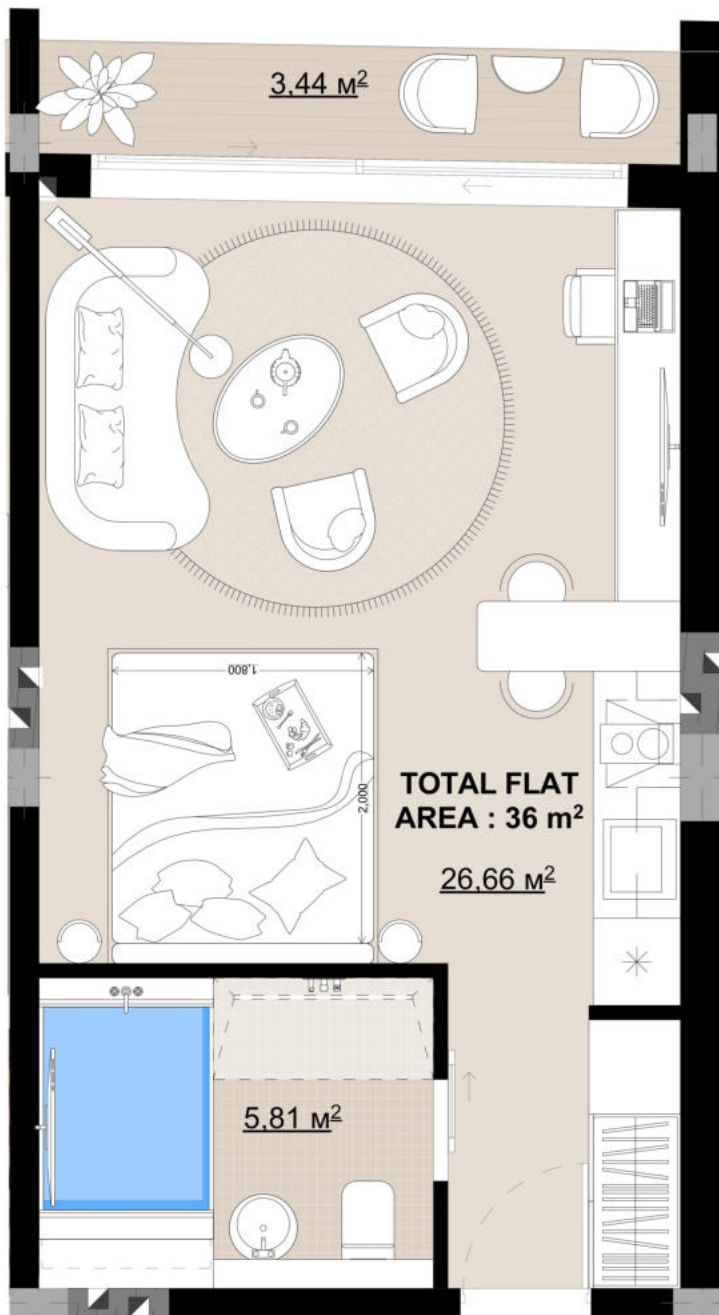 3,44 м²
1,800
2,000
TOTAL FLAT
AREA : 36 m²
26,66 м²
5,81 м²